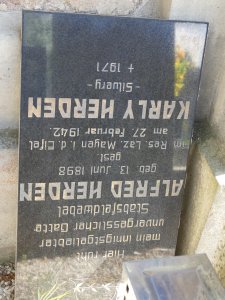 Hier ruht
mein innigstgeliebter
unvergesslicher Gatte
Stabsfeldwebel
ALFRED HERDEN
geb 13. Juni 1898
gest
im Res. Laz. Mayen i. d. Eifel
am 27 februar 1942.
KARLY HERDEN
-Silwery-
+ 1971